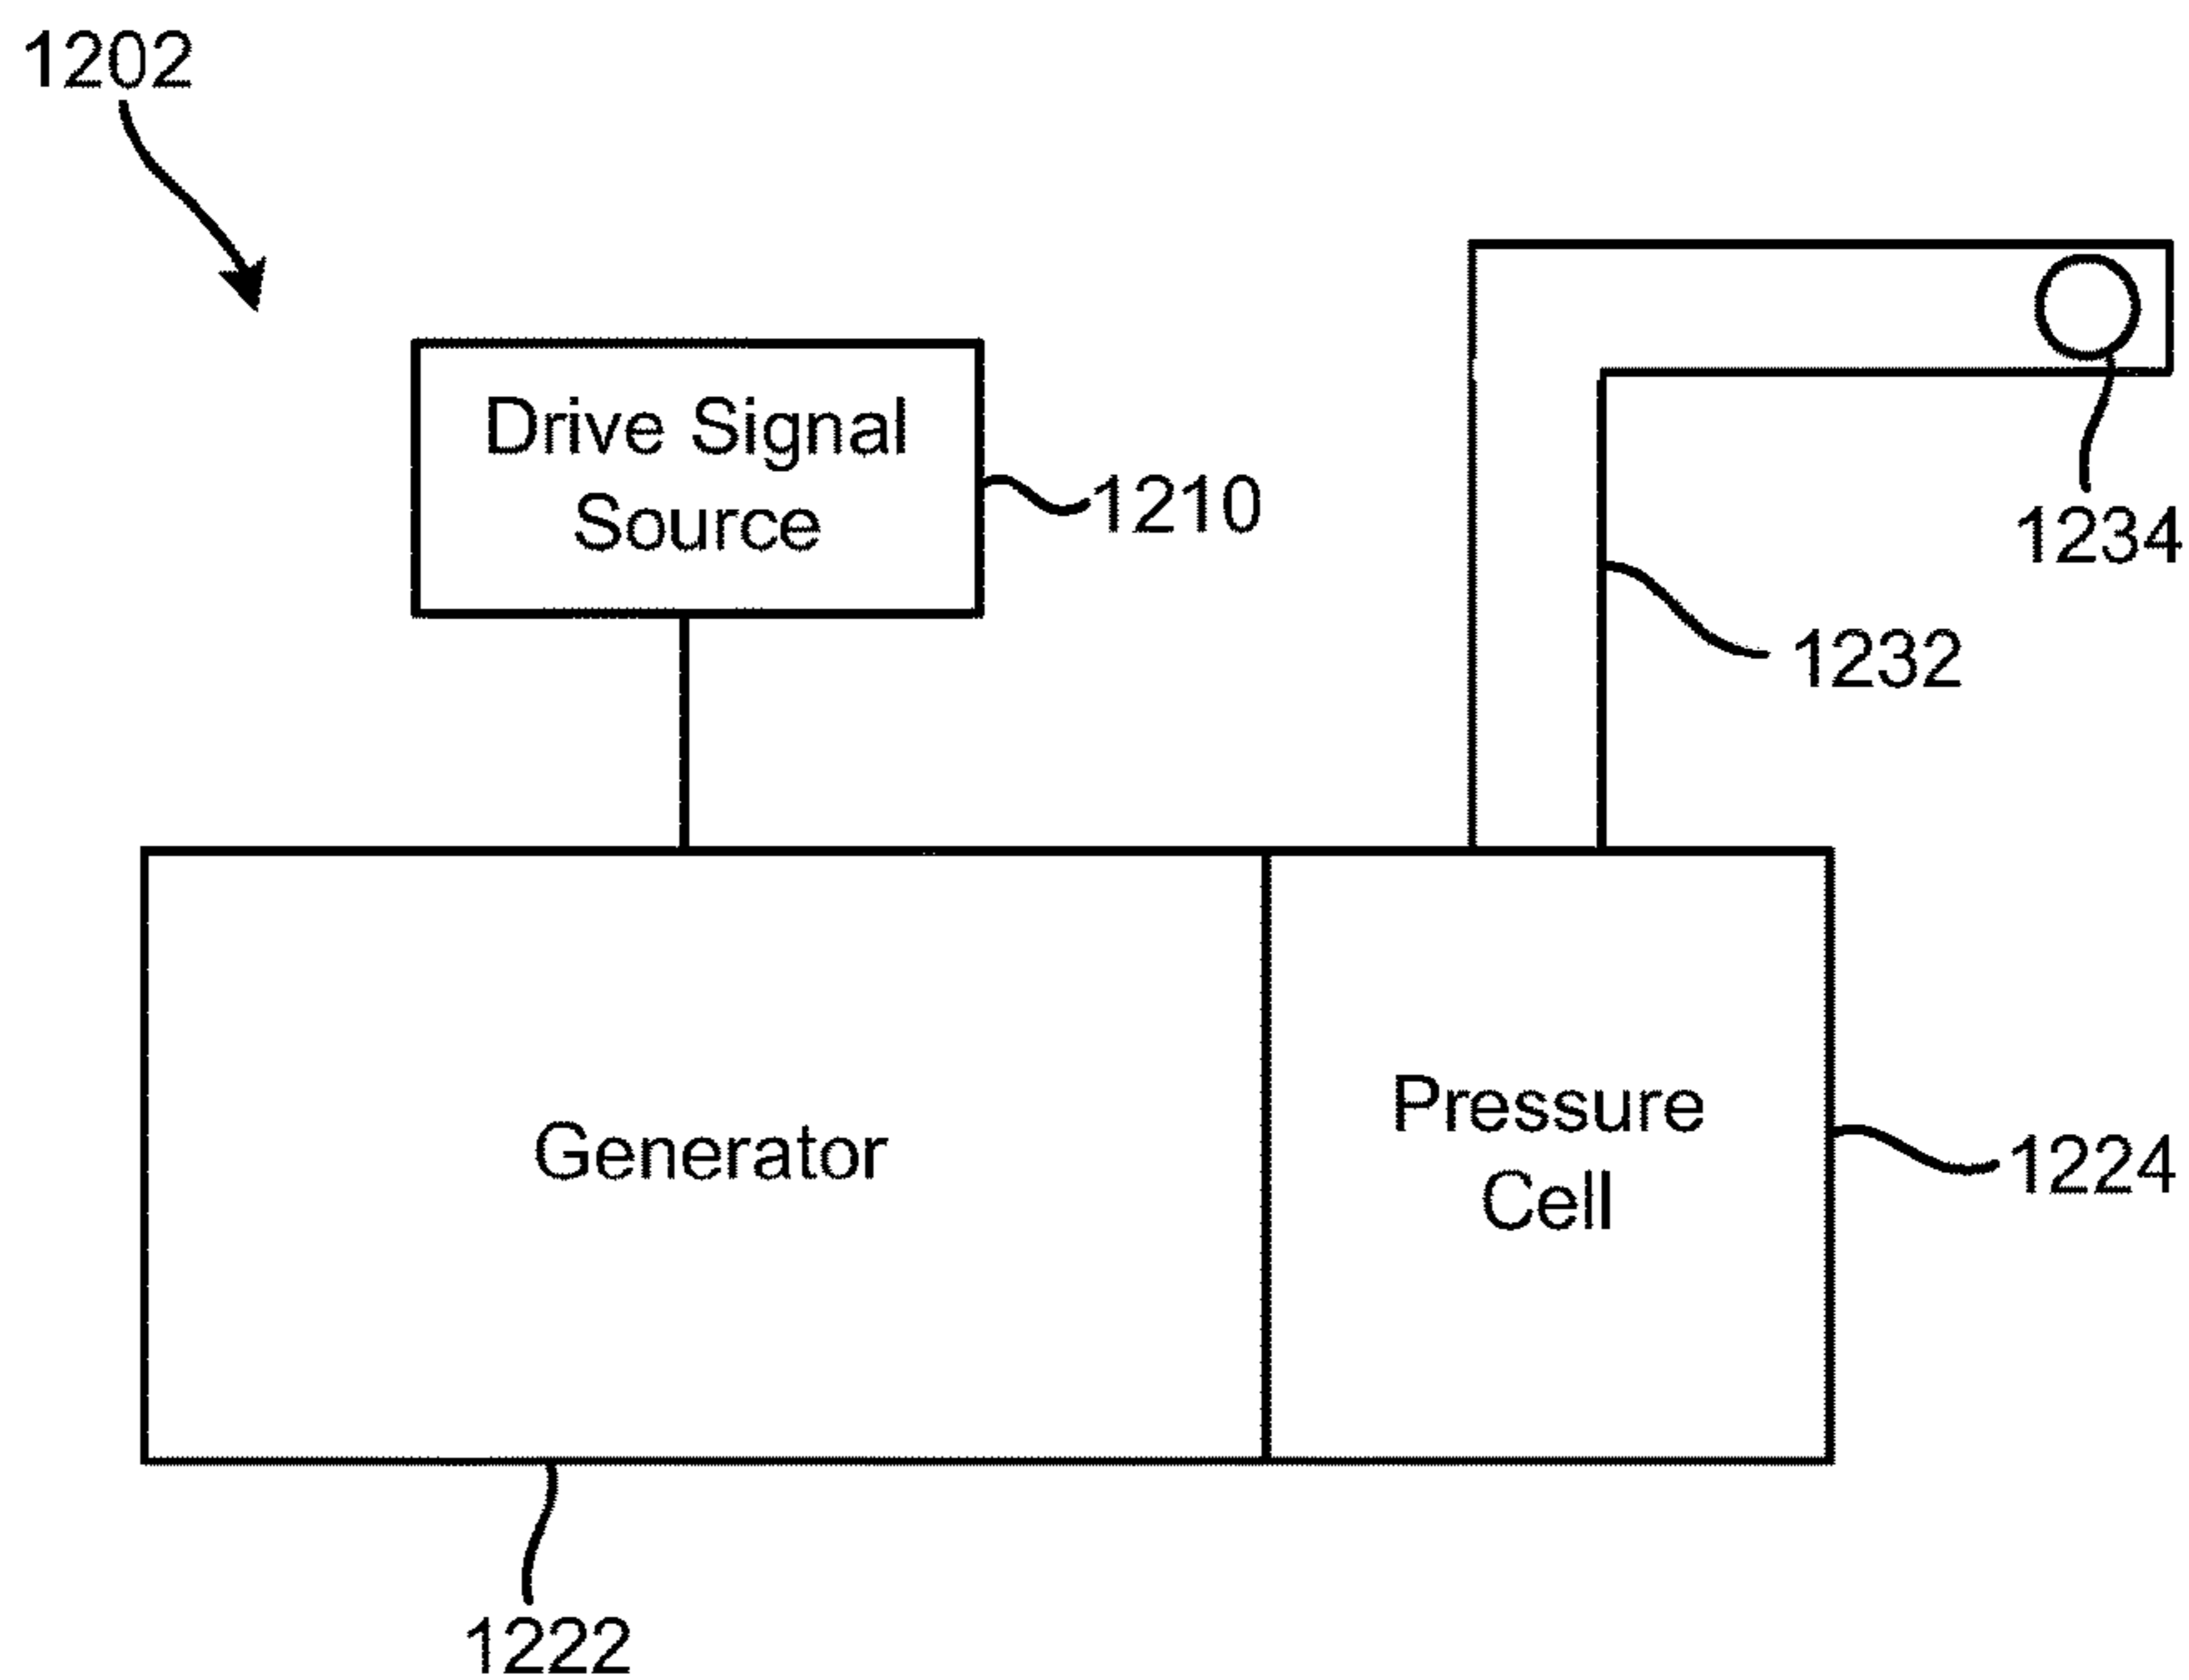 1202
Drive Signal
Source
1210
1234
1232
Generator
Pressure
Cell
1224
1222